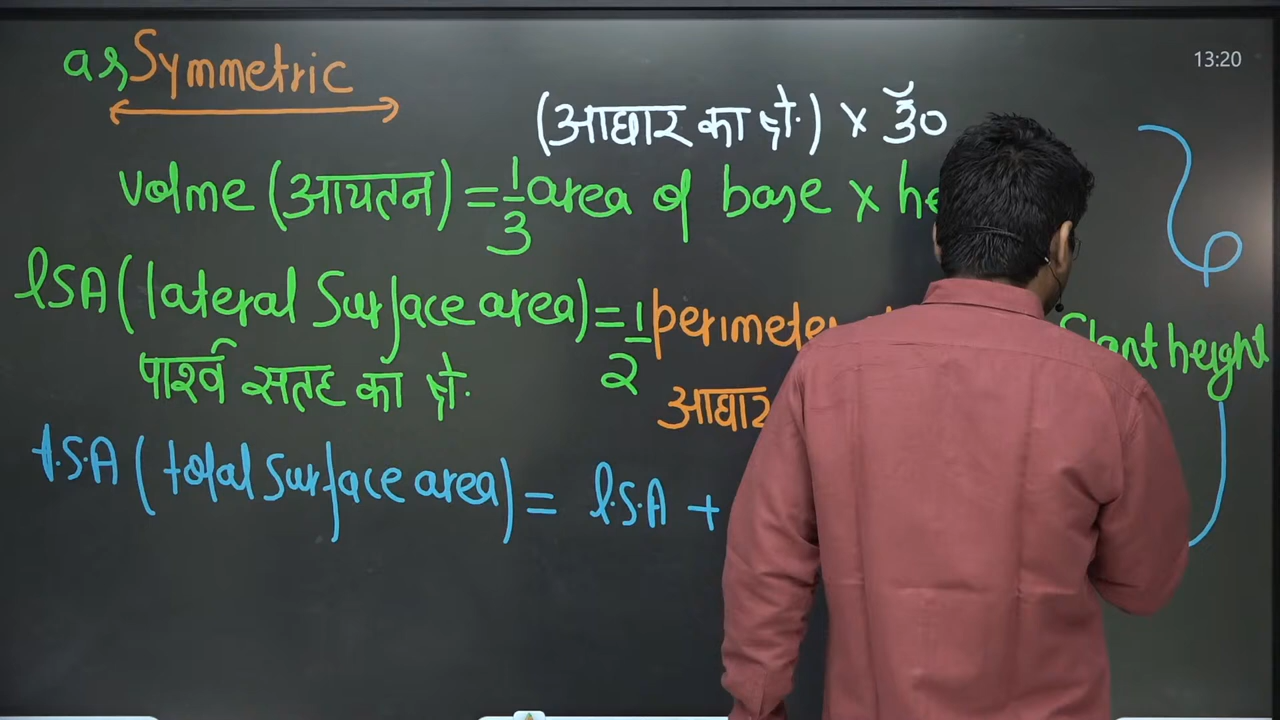 13:20
asSymmetric
(आधार का क्षे.) × ऊँ०
volme (आयतन) = 1/3 area of base × he
lSA (lateral Surface area) = 1/2 perimeter Slant height
पार्श्व सतह का क्षे. आधार
t.S.A (total Surface area) = l.S.A +